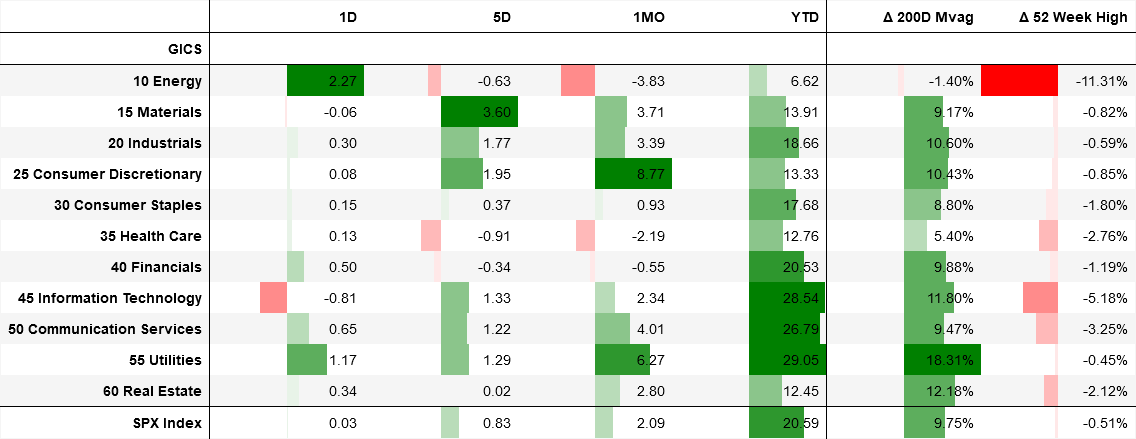 1D 5D 1MO YTD Δ 200D Mvag Δ 52 Week High
GICS
10 Energy 2.27 -0.63 -3.83 6.62 -1.40% -11.31%
15 Materials -0.06 3.60 3.71 13.91 9.17% -0.82%
20 Industrials 0.30 1.77 3.39 18.66 10.60% -0.59%
25 Consumer Discretionary 0.08 1.95 8.77 13.33 10.43% -0.85%
30 Consumer Staples 0.15 0.37 0.93 17.68 8.80% -1.80%
35 Health Care 0.13 -0.91 -2.19 12.76 5.40% -2.76%
40 Financials 0.50 -0.34 -0.55 20.53 9.88% -1.19%
45 Information Technology -0.81 1.33 2.34 28.54 11.80% -5.18%
50 Communication Services 0.65 1.22 4.01 26.79 9.47% -3.25%
55 Utilities 1.17 1.29 6.27 29.05 18.31% -0.45%
60 Real Estate 0.34 0.02 2.80 12.45 12.18% -2.12%
SPX Index 0.03 0.83 2.09 20.59 9.75% -0.51%